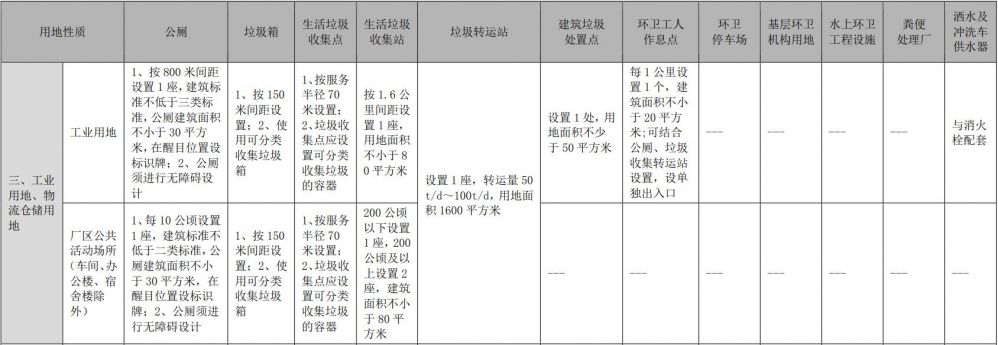 用地性质
公厕
垃圾箱
生活垃圾
收集点
生活垃圾
收集站
垃圾转运站
建筑垃圾
处置点
环卫工人
作息点
环卫
停车场
基层环卫
机构用地
水上环卫
工程设施
粪便
处理厂
洒水及
冲洗车
供水器
三、工业
用地、物
流仓储用
地
工业用地
1、按 800 米间距
设置 1 座，建筑
标准不低于三类标
准，公厕建筑面积
不小于 30 平方
米，在醒目位置设
标识牌；2、公厕
须进行无障碍设
计
1、按 150
米间距设
置；2、使
用可分类
收集垃圾
箱
1、按服务
半径 70
米设置；
2、垃圾收
集点应设
置可分类
收集垃圾
的容器
按 1.6 公
里间距设
置 1 座，
用地面积
不小于 8
0 平方米
设置 1 座，转运量 50
t/d～100t/d，用地面
积 1600 平方米
设置 1 处，用
地面积不少
于 50 平方米
每 1 公里设
置 1 个，建
筑面积不小
于 20 平方
米;可结合
公厕、垃圾
收集转运站
设置，设单
独出入口
---
---
---
---
与消火
栓配套
厂区公共
活动场所
（车间、办
公楼、宿
舍楼除
外）
1、每 10 公顷设置
1 座，建筑标准不
低于二类标准，公
厕建筑面积不小
于 30 平方米，在
醒目位置设标识
牌；2、公厕须进
行无障碍设计
1、按 150
米间距设
置；2、使
用可分类
收集垃圾
箱
1、按服务
半径 70
米设置；
2、垃圾收
集点应设
置可分类
收集垃圾
的容器
200 公顷
以下设置
1 座，200
公顷及以
上设置 2
座，建筑
面积不小
于 80 平
方米
---
---
---
---
---
---
---